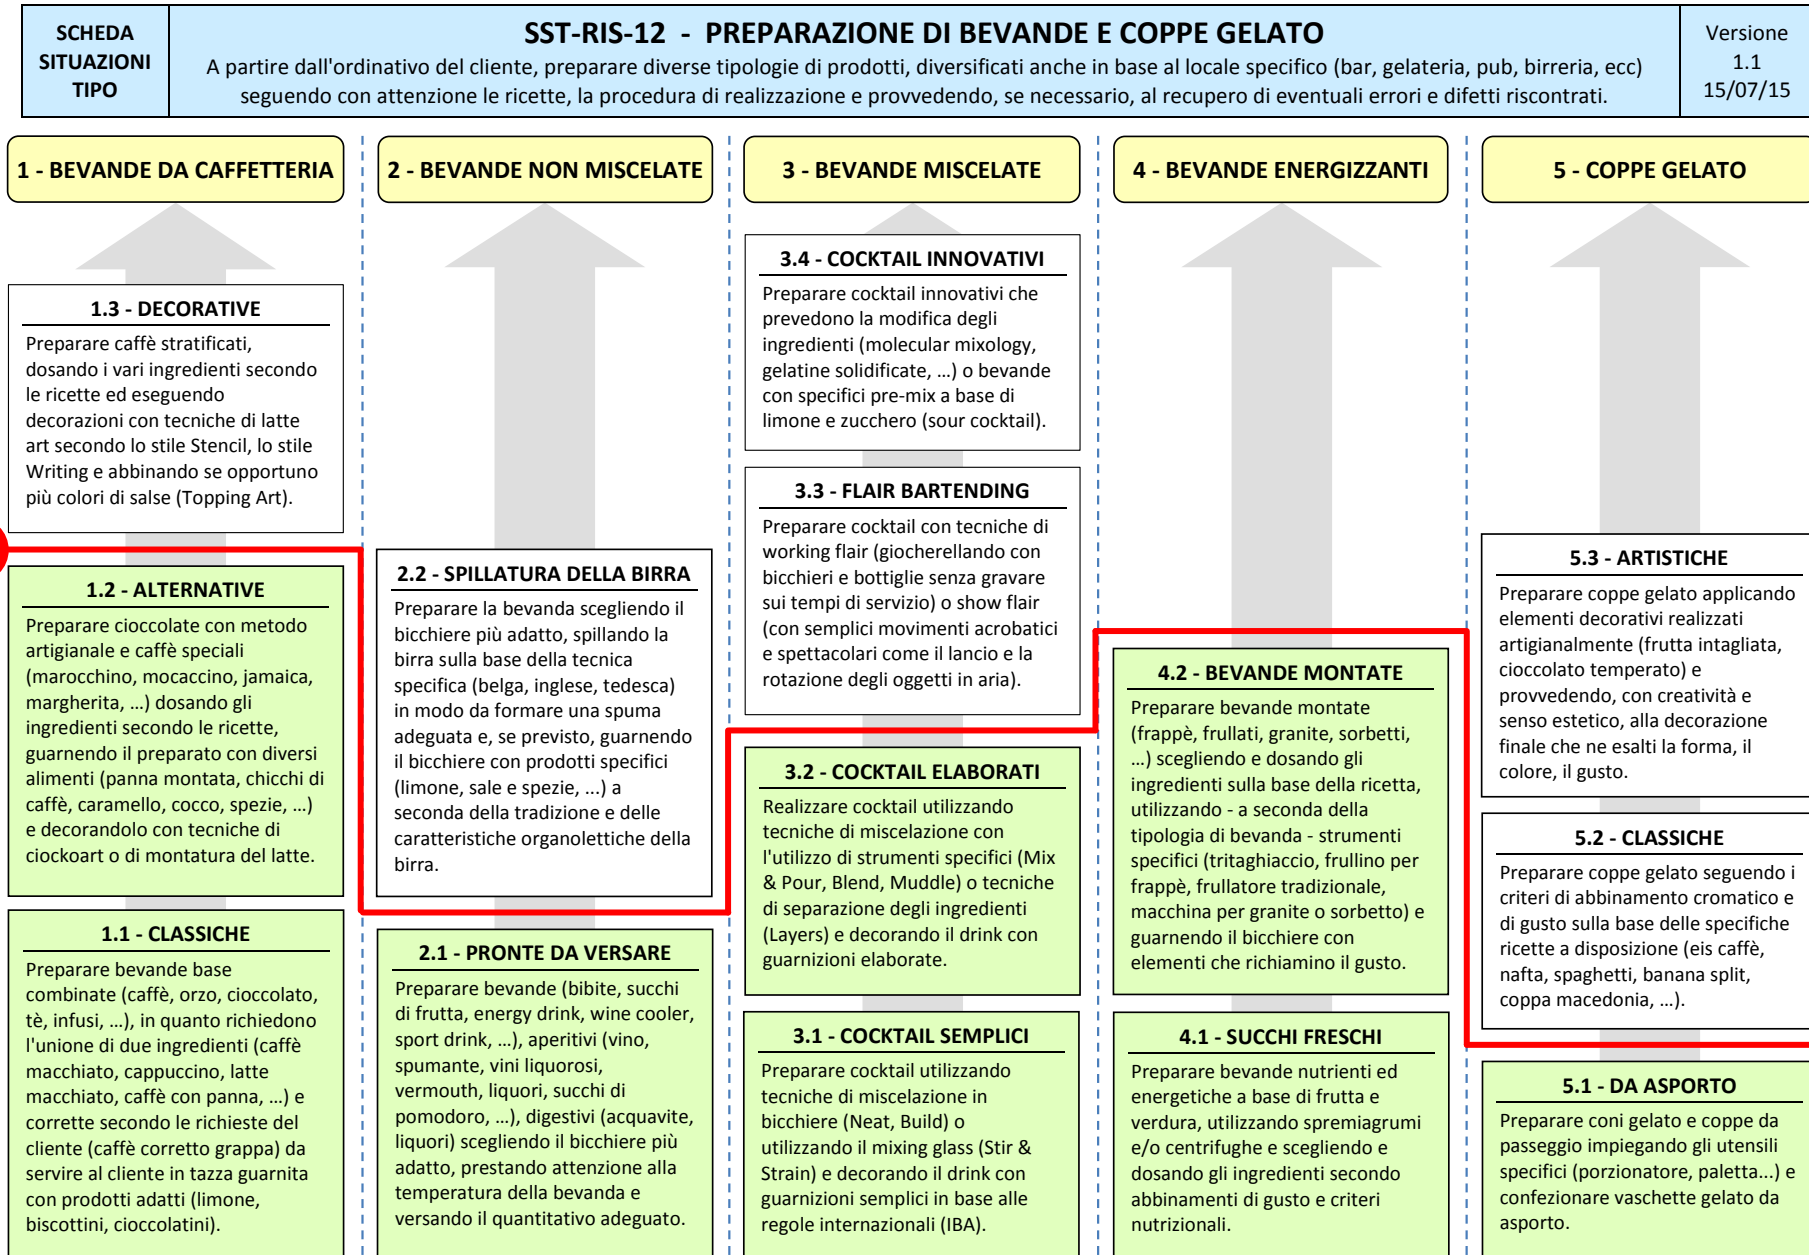 SCHEDA
SITUAZIONI
TIPO
SST-RIS-12 - PREPARAZIONE DI BEVANDE E COPPE GELATO
A partire dall'ordinativo del cliente, preparare diverse tipologie di prodotti, diversificati anche in base al locale specifico (bar, gelateria, pub, birreria, ecc)
seguendo con attenzione le ricette, la procedura di realizzazione e provvedendo, se necessario, al recupero di eventuali errori e difetti riscontrati.
Versione
1.1
15/07/15
1 - BEVANDE DA CAFFETTERIA
1.3 - DECORATIVE
Preparare caffè stratificati,
dosando i vari ingredienti secondo
le ricette ed eseguendo
decorazioni con tecniche di latte
art secondo lo stile Stencil, lo stile
Writing e abbinando se opportuno
più colori di salse (Topping Art).
1.2 - ALTERNATIVE
Preparare cioccolate con metodo
artigianale e caffè speciali
(marocchino, mocaccino, jamaica,
margherita, ...) dosando gli
ingredienti secondo le ricette,
guarnendo il preparato con diversi
alimenti (panna montata, chicchi di
caffè, caramello, cocco, spezie, ...)
e decorandolo con tecniche di
ciockoart o di montatura del latte.
1.1 - CLASSICHE
Preparare bevande base
combinate (caffè, orzo, cioccolato,
tè, infusi, ...), in quanto richiedono
l'unione di due ingredienti (caffè
macchiato, cappuccino, latte
macchiato, caffè con panna, ...) e
corrette secondo le richieste del
cliente (caffè corretto grappa) da
servire al cliente in tazza guarnita
con prodotti adatti (limone,
biscottini, cioccolatini).
2 - BEVANDE NON MISCELATE
2.2 - SPILLATURA DELLA BIRRA
Preparare la bevanda scegliendo il
bicchiere più adatto, spillando la
birra sulla base della tecnica
specifica (belga, inglese, tedesca)
in modo da formare una spuma
adeguata e, se previsto, guarnendo
il bicchiere con prodotti specifici
(limone, sale e spezie, ...) a
seconda della tradizione e delle
caratteristiche organolettiche della
birra.
2.1 - PRONTE DA VERSARE
Preparare bevande (bibite, succhi
di frutta, energy drink, wine cooler,
sport drink, ...), aperitivi (vino,
spumante, vini liquorosi,
vermouth, liquori, succhi di
pomodoro, ...), digestivi (acquavite,
liquori) scegliendo il bicchiere più
adatto, prestando attenzione alla
temperatura della bevanda e
versando il quantitativo adeguato.
3 - BEVANDE MISCELATE
3.4 - COCKTAIL INNOVATIVI
Preparare cocktail innovativi che
prevedono la modifica degli
ingredienti (molecular mixology,
gelatine solidificate, ...) o bevande
con specifici pre-mix a base di
limone e zucchero (sour cocktail).
3.3 - FLAIR BARTENDING
Preparare cocktail con tecniche di
working flair (giocherellando con
bicchieri e bottiglie senza gravare
sui tempi di servizio) o show flair
(con semplici movimenti acrobatici
e spettacolari come il lancio e la
rotazione degli oggetti in aria).
3.2 - COCKTAIL ELABORATI
Realizzare cocktail utilizzando
tecniche di miscelazione con
l'utilizzo di strumenti specifici (Mix
& Pour, Blend, Muddle) o tecniche
di separazione degli ingredienti
(Layers) e decorando il drink con
guarnizioni elaborate.
3.1 - COCKTAIL SEMPLICI
Preparare cocktail utilizzando
tecniche di miscelazione in
bicchiere (Neat, Build) o
utilizzando il mixing glass (Stir &
Strain) e decorando il drink con
guarnizioni semplici in base alle
regole internazionali (IBA).
4 - BEVANDE ENERGIZZANTI
4.2 - BEVANDE MONTATE
Preparare bevande montate
(frappè, frullati, granite, sorbetti,
...) scegliendo e dosando gli
ingredienti sulla base della ricetta,
utilizzando - a seconda della
tipologia di bevanda - strumenti
specifici (tritaghiaccio, frullino per
frappè, frullatore tradizionale,
macchina per granite o sorbetto) e
guarnendo il bicchiere con
elementi che richiamino il gusto.
4.1 - SUCCHI FRESCHI
Preparare bevande nutrienti ed
energetiche a base di frutta e
verdura, utilizzando spremiagrumi
e/o centrifughe e scegliendo e
dosando gli ingredienti secondo
abbinamenti di gusto e criteri
nutrizionali.
5 - COPPE GELATO
5.3 - ARTISTICHE
Preparare coppe gelato applicando
elementi decorativi realizzati
artigianalmente (frutta intagliata,
cioccolato temperato) e
provvedendo, con creatività e
senso estetico, alla decorazione
finale che ne esalti la forma, il
colore, il gusto.
5.2 - CLASSICHE
Preparare coppe gelato seguendo i
criteri di abbinamento cromatico e
di gusto sulla base delle specifiche
ricette a disposizione (eis caffè,
nafta, spaghetti, banana split,
coppa macedonia, ...).
5.1 - DA ASPORTO
Preparare coni gelato e coppe da
passeggio impiegando gli utensili
specifici (porzionatore, paletta...) e
confezionare vaschette gelato da
asporto.